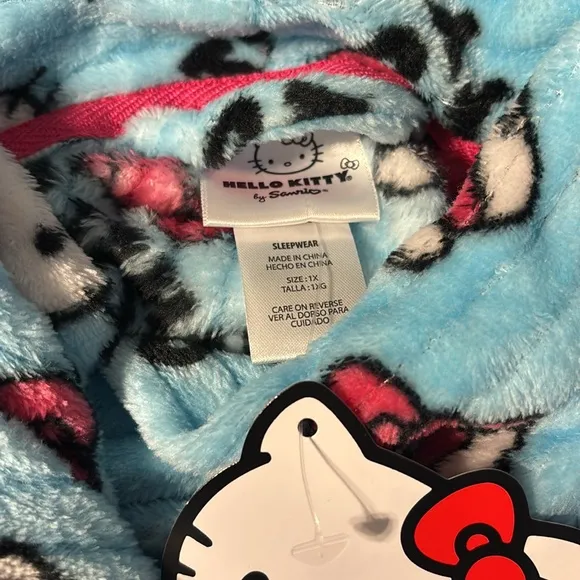 HELLO KITTY®
by Sanrio®
SLEEPWEAR
MADE IN CHINA
HECHO EN CHINA
SIZE : 1X
TALLA : 1XG
CARE ON REVERSE
VER AL DORSO PARA
CUIDADO